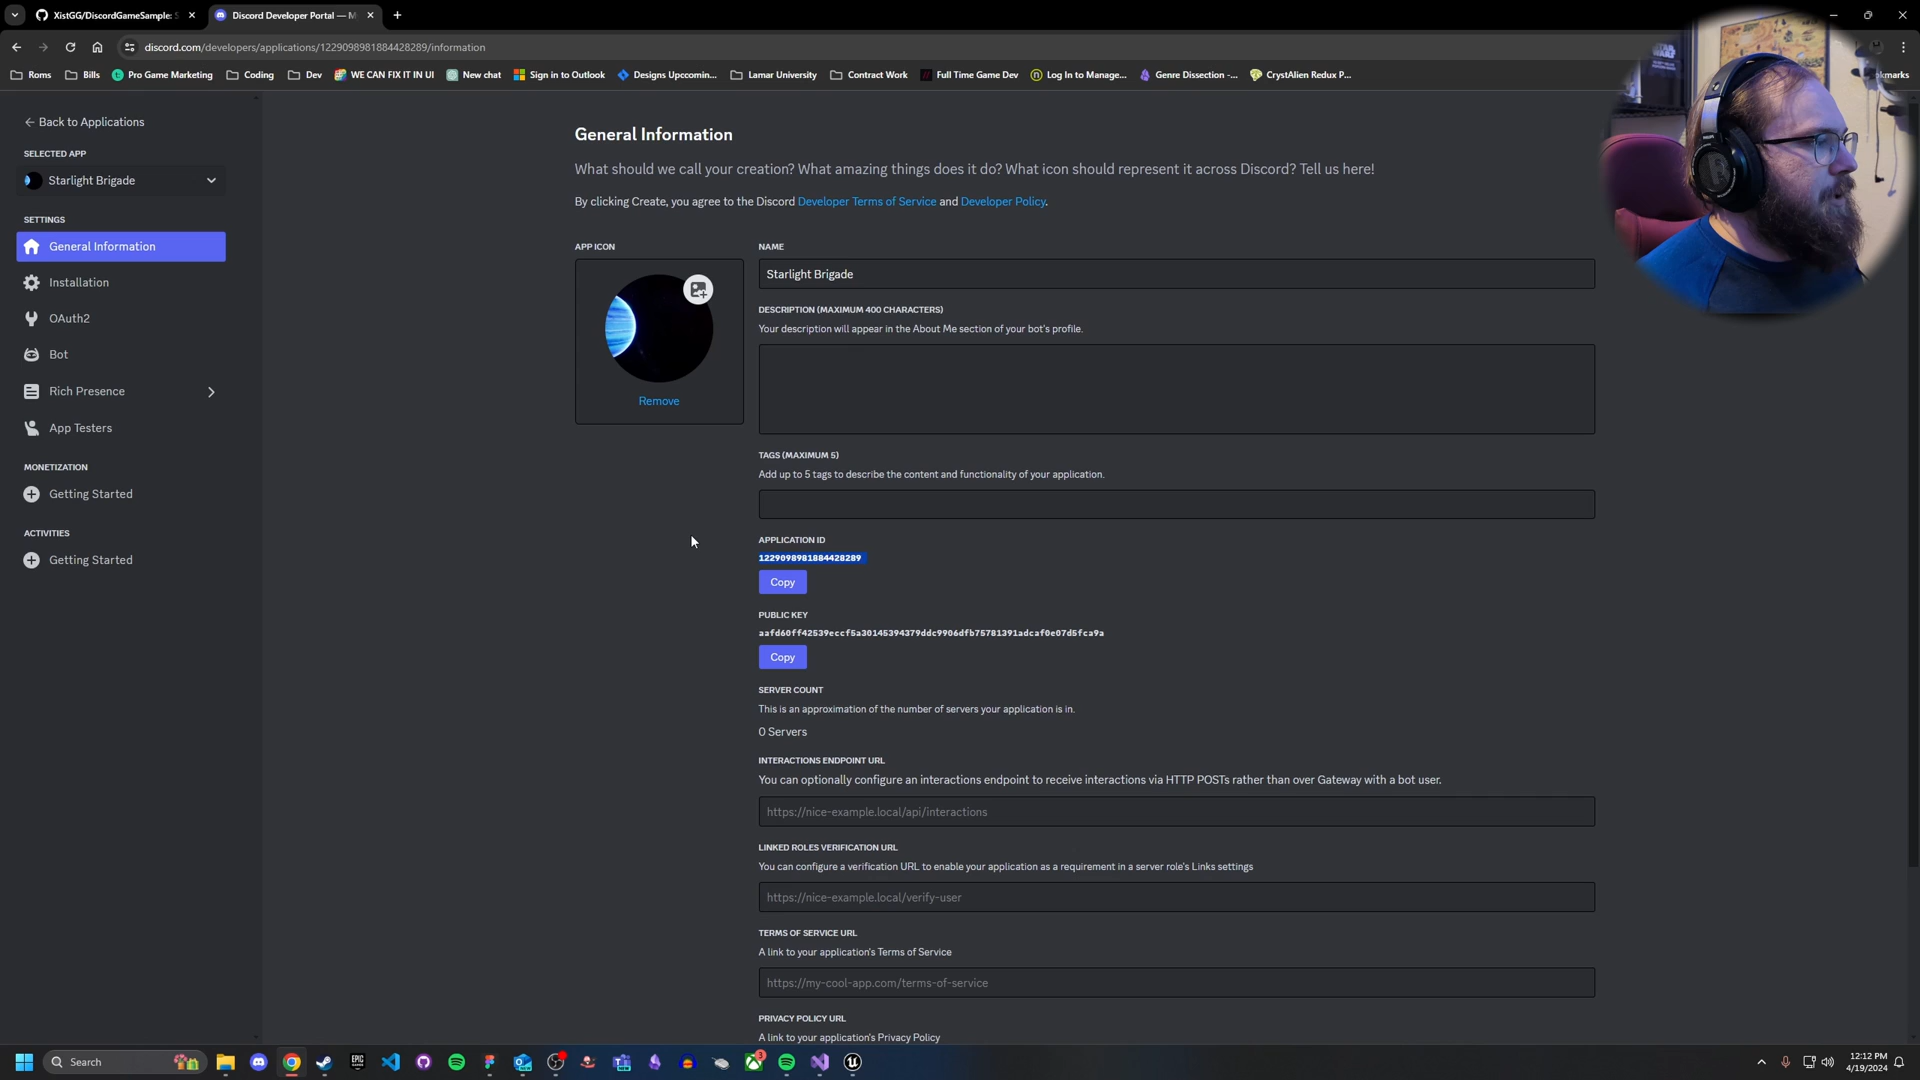 XistGG/DiscordGameSample: S
Discord Developer Portal — M
discord.com/developers/applications/1229098981884428289/information
Roms
Bills
Pro Game Marketing
Coding
Dev
WE CAN FIX IT IN UI
New chat
Sign in to Outlook
Designs Upccomin...
Lamar University
Contract Work
Full Time Game Dev
Log In to Manage...
Genre Dissection -...
CrystAlien Redux P...
kmarks
Back to Applications
SELECTED APP
Starlight Brigade
SETTINGS
General Information
Installation
OAuth2
Bot
Rich Presence
App Testers
MONETIZATION
Getting Started
ACTIVITIES
Getting Started
General Information
What should we call your creation? What amazing things does it do? What icon should represent it across Discord? Tell us here!
By clicking Create, you agree to the Discord Developer Terms of Service and Developer Policy.
APP ICON
Remove
NAME
Starlight Brigade
DESCRIPTION (MAXIMUM 400 CHARACTERS)
Your description will appear in the About Me section of your bot's profile.
TAGS (MAXIMUM 5)
Add up to 5 tags to describe the content and functionality of your application.
APPLICATION ID
1229098981884428289
Copy
PUBLIC KEY
aafd60ff42539eccf5a30145394379ddc9906dfb75781391adcaf0e07d5fca9a
Copy
SERVER COUNT
This is an approximation of the number of servers your application is in.
0 Servers
INTERACTIONS ENDPOINT URL
You can optionally configure an interactions endpoint to receive interactions via HTTP POSTs rather than over Gateway with a bot user.
https://nice-example.local/api/interactions
LINKED ROLES VERIFICATION URL
You can configure a verification URL to enable your application as a requirement in a server role's Links settings
https://nice-example.local/verify-user
TERMS OF SERVICE URL
A link to your application's Terms of Service
https://my-cool-app.com/terms-of-service
PRIVACY POLICY URL
A link to your application's Privacy Policy
Search
EPIC
3
12:12 PM
4/19/2024
STAR
WARS